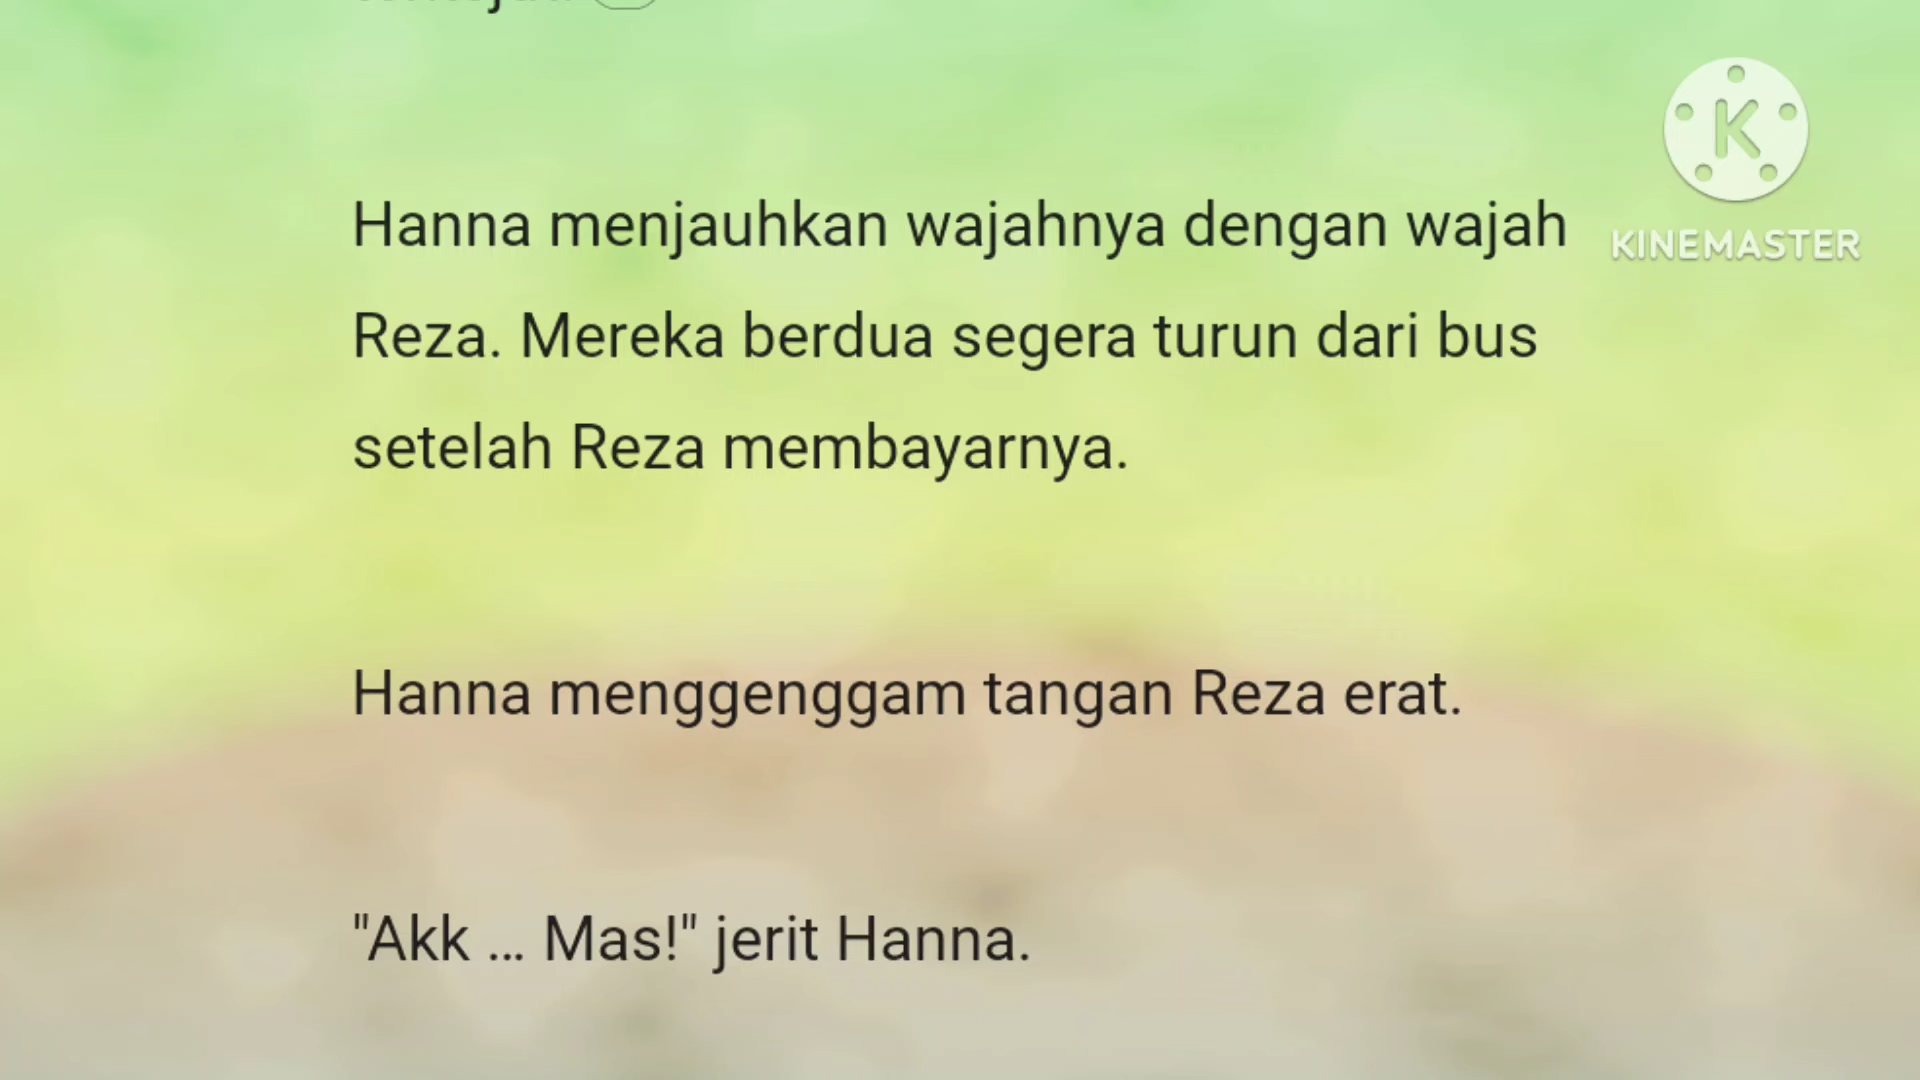 Hanna menjauhkan wajahnya dengan wajah
Reza. Mereka berdua segera turun dari bus
setelah Reza membayarnya.
Hanna menggenggam tangan Reza erat.
"Akk ... Mas!" jerit Hanna.
K
KINEMASTER